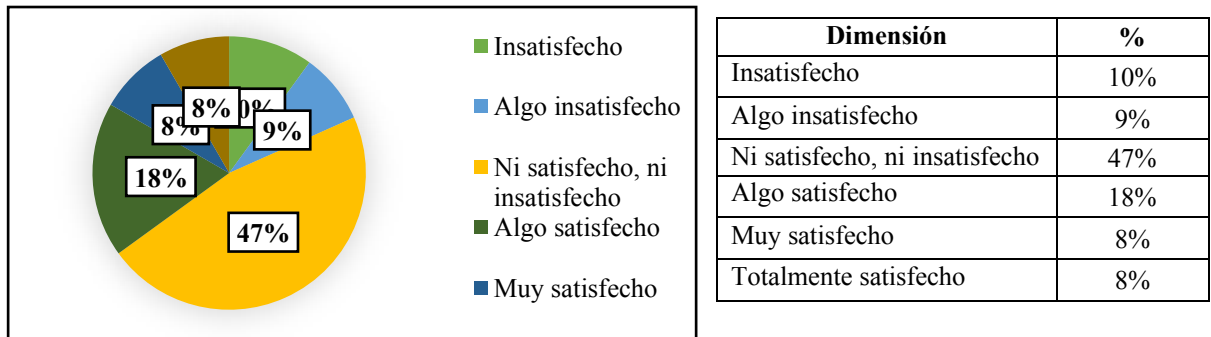 Insatisfecho
Algo insatisfecho
Ni satisfecho, ni
insatisfecho
Algo satisfecho
Muy satisfecho
8%
0%
8%
9%
18%
47%
Dimensión %
Insatisfecho 10%
Algo insatisfecho 9%
Ni satisfecho, ni insatisfecho 47%
Algo satisfecho 18%
Muy satisfecho 8%
Totalmente satisfecho 8%